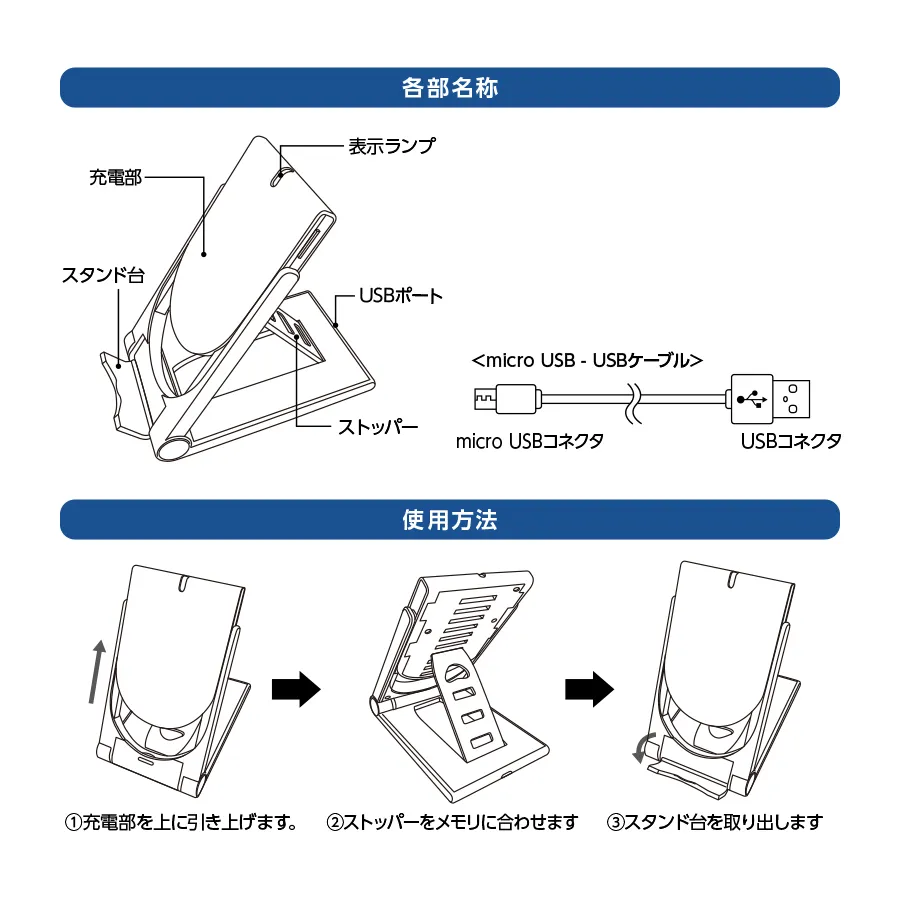 各部名称
表示ランプ
充電部
スタンド台
USBポート
ストッパー
<micro USB - USBケーブル>
micro USBコネクタ
USBコネクタ
使用方法
①充電部を上に引き上げます。
②ストッパーをメモリに合わせます
③スタンド台を取り出します